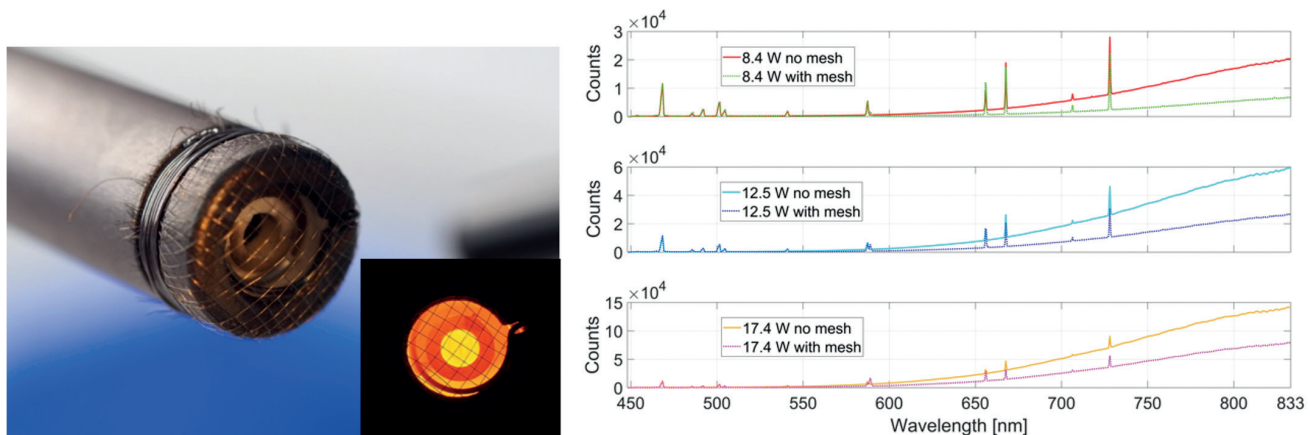 ×10⁴
3
2
1
0
Counts
8.4 W no mesh
8.4 W with mesh
×10⁴
6
4
2
0
Counts
12.5 W no mesh
12.5 W with mesh
×10⁴
15
10
5
0
Counts
17.4 W no mesh
17.4 W with mesh
450 500 550 600 650 700 750 800 833
Wavelength [nm]